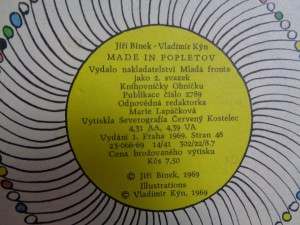 Jiří Binek - Vladimír Kýn
MADE IN POPLETOV
Vydalo nakladatelství Mladá fronta
jako 2. svazek
Knihovničky Ohníčku
Publikace číslo 2789
Odpovědná redaktorka
Marie Lapáčková
Vytiskla Severografia Červený Kostelec
4,31 AA, 4,39 VA
Vydání 1. Praha 1969. Stran 48
23-066-69 14/41 302/22/8.7
Cena brožovaného výtisku
Kčs 7,50
© Jiří Binek, 1969
Illustrations
© Vladimír Kýn, 1969